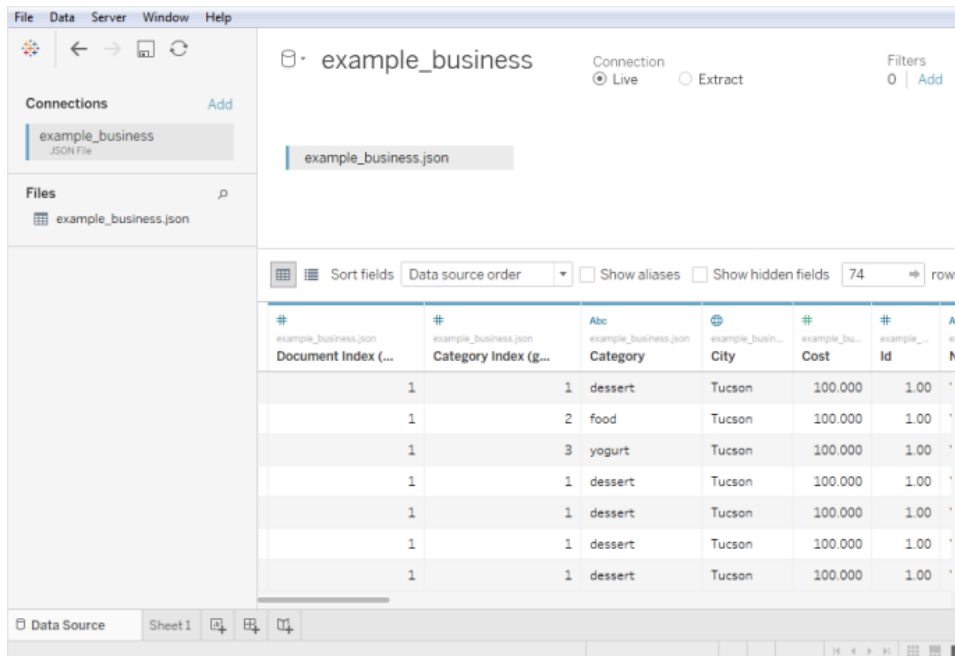 File Data Server Window Help
example_business
Connection
Live
Extract
Filters
0
Add
Connections
Add
example_business
JSON File
example_business.json
Files
example_business.json
Sort fields
Data source order
Show aliases
Show hidden fields
74
row
# # Abc # #
example_business.json example_business.json example_business.json example_busin... example_bu... example_...
Document Index (... Category Index (g... Category City Cost Id
1 1 dessert Tucson 100.000 1.00
1 2 food Tucson 100.000 1.00
1 3 yogurt Tucson 100.000 1.00
1 1 dessert Tucson 100.000 1.00
1 1 dessert Tucson 100.000 1.00
1 1 dessert Tucson 100.000 1.00
1 1 dessert Tucson 100.000 1.00
Data Source
Sheet 1